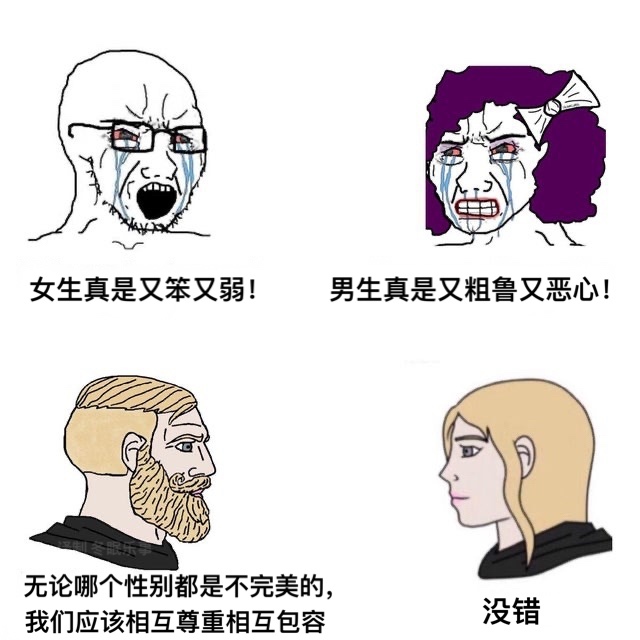 女生真是又笨又弱！
男生真是又粗鲁又恶心！
无论哪个性别都是不完美的，
我们应该相互尊重相互包容
没错